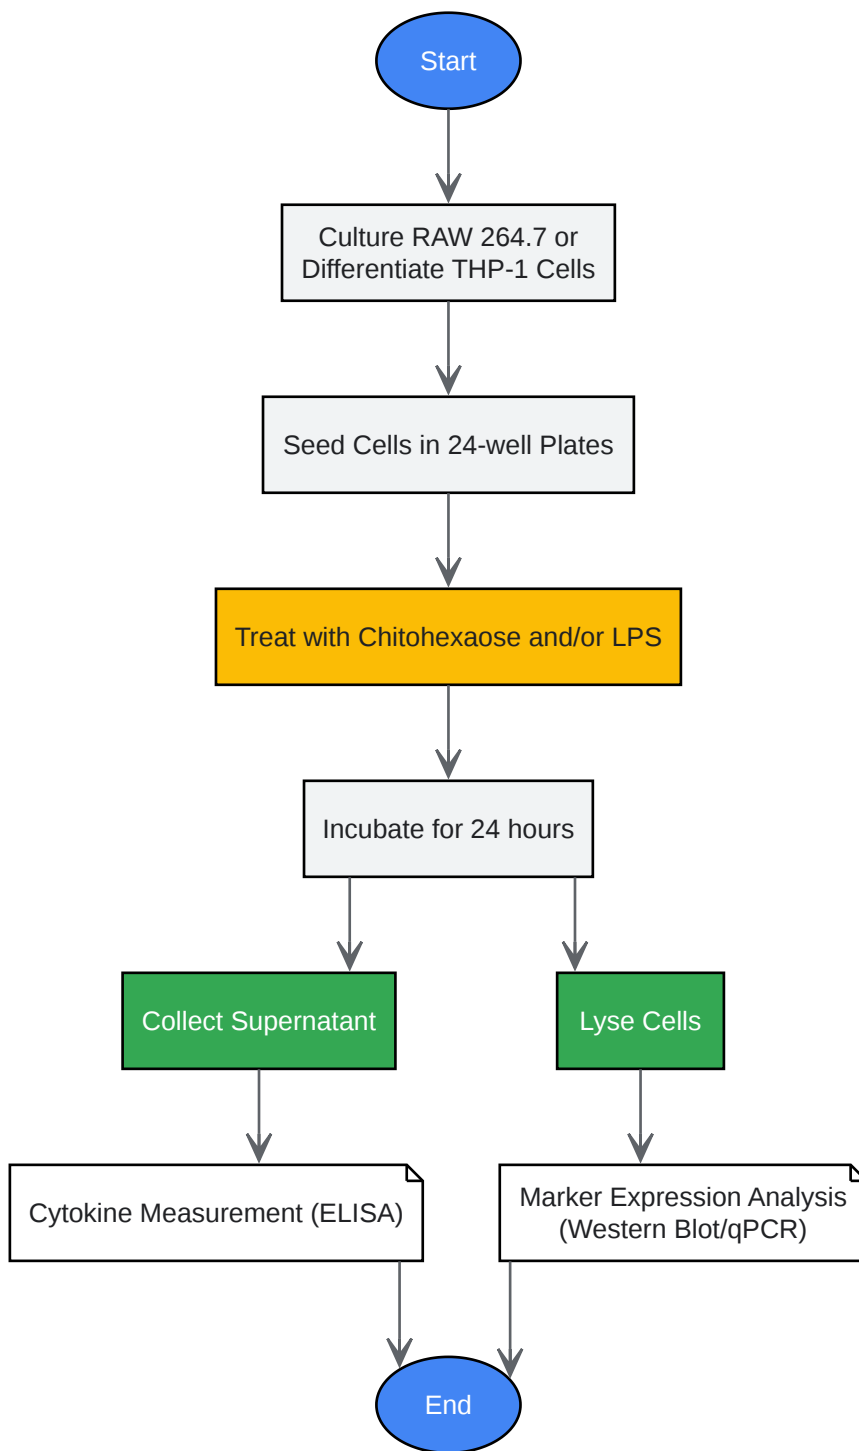 Start
Culture RAW 264.7 or
Differentiate THP-1 Cells
Seed Cells in 24-well Plates
Treat with Chitohexaose and/or LPS
Incubate for 24 hours
Collect Supernatant
Lyse Cells
Cytokine Measurement (ELISA)
Marker Expression Analysis
(Western Blot/qPCR)
End